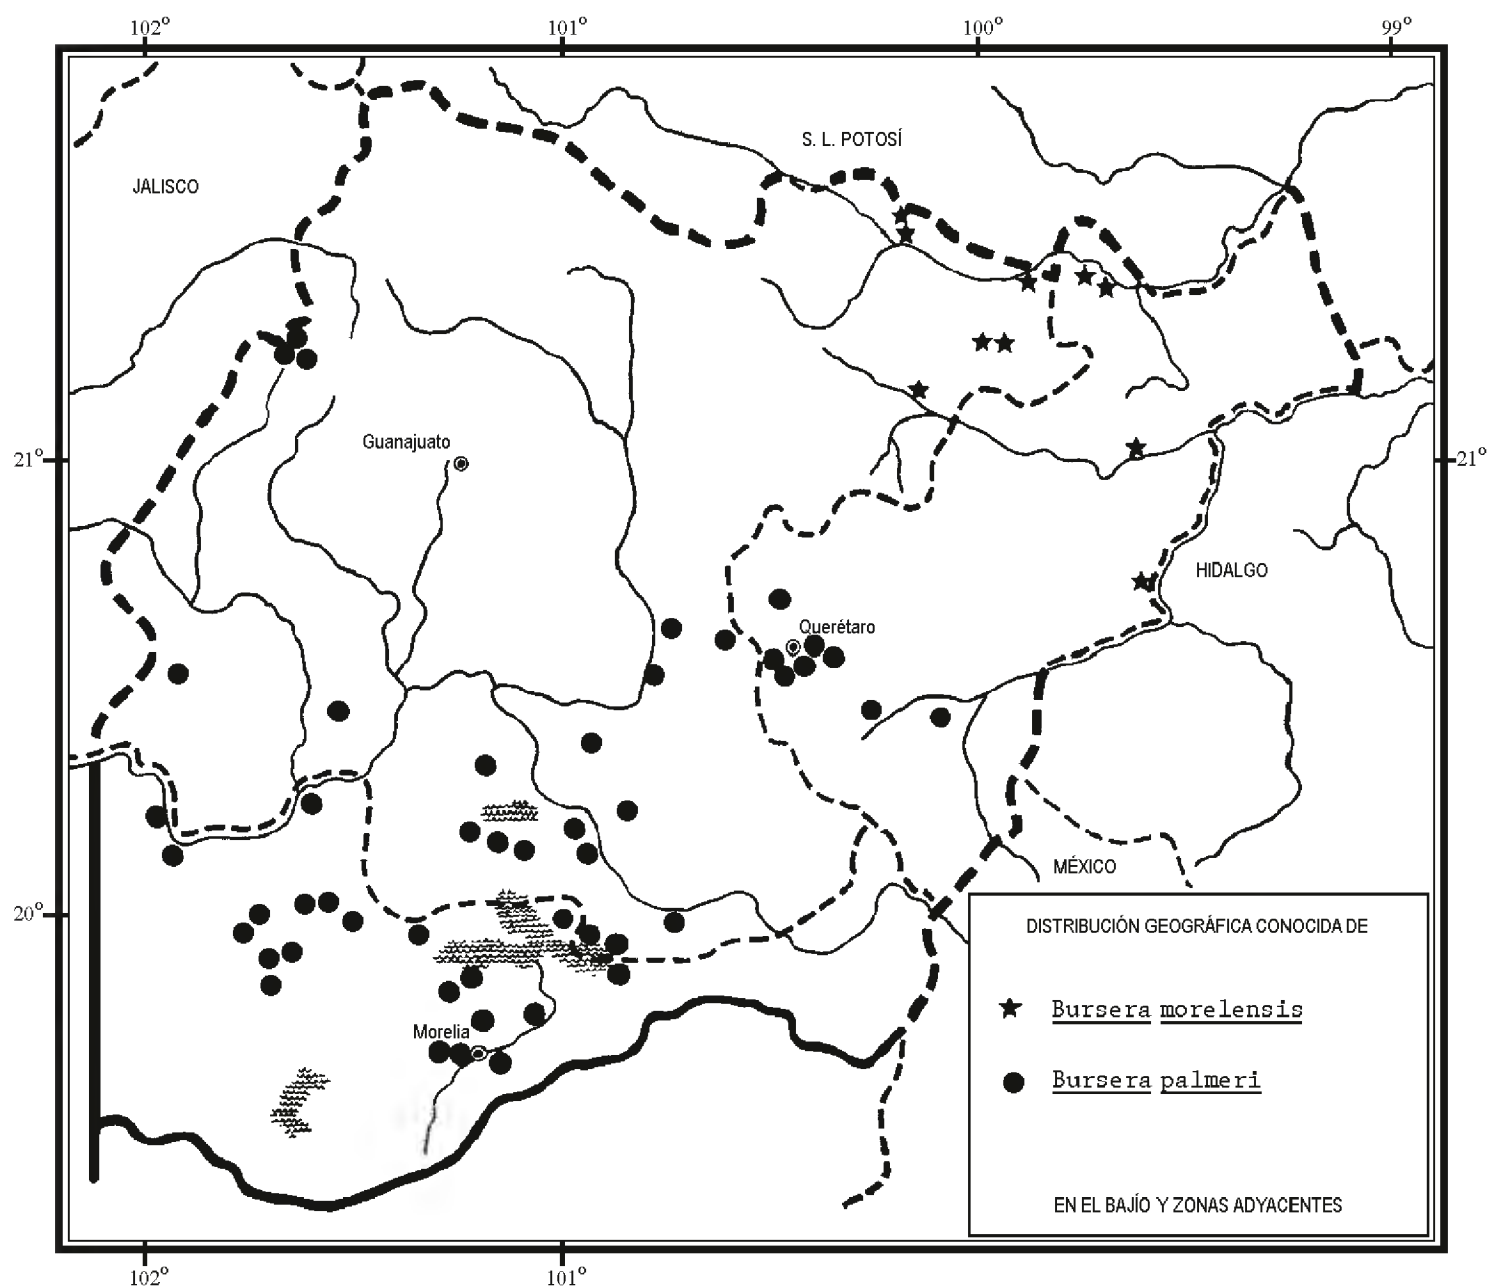 102° 101° 100° 99°
S. L. POTOSÍ
JALISCO
Guanajuato
21° 21°
HIDALGO
Querétaro
MÉXICO
20°
DISTRIBUCIÓN GEOGRÁFICA CONOCIDA DE
Bursera morelensis
Morelia
Bursera palmeri
EN EL BAJÍO Y ZONAS ADYACENTES
102° 101°